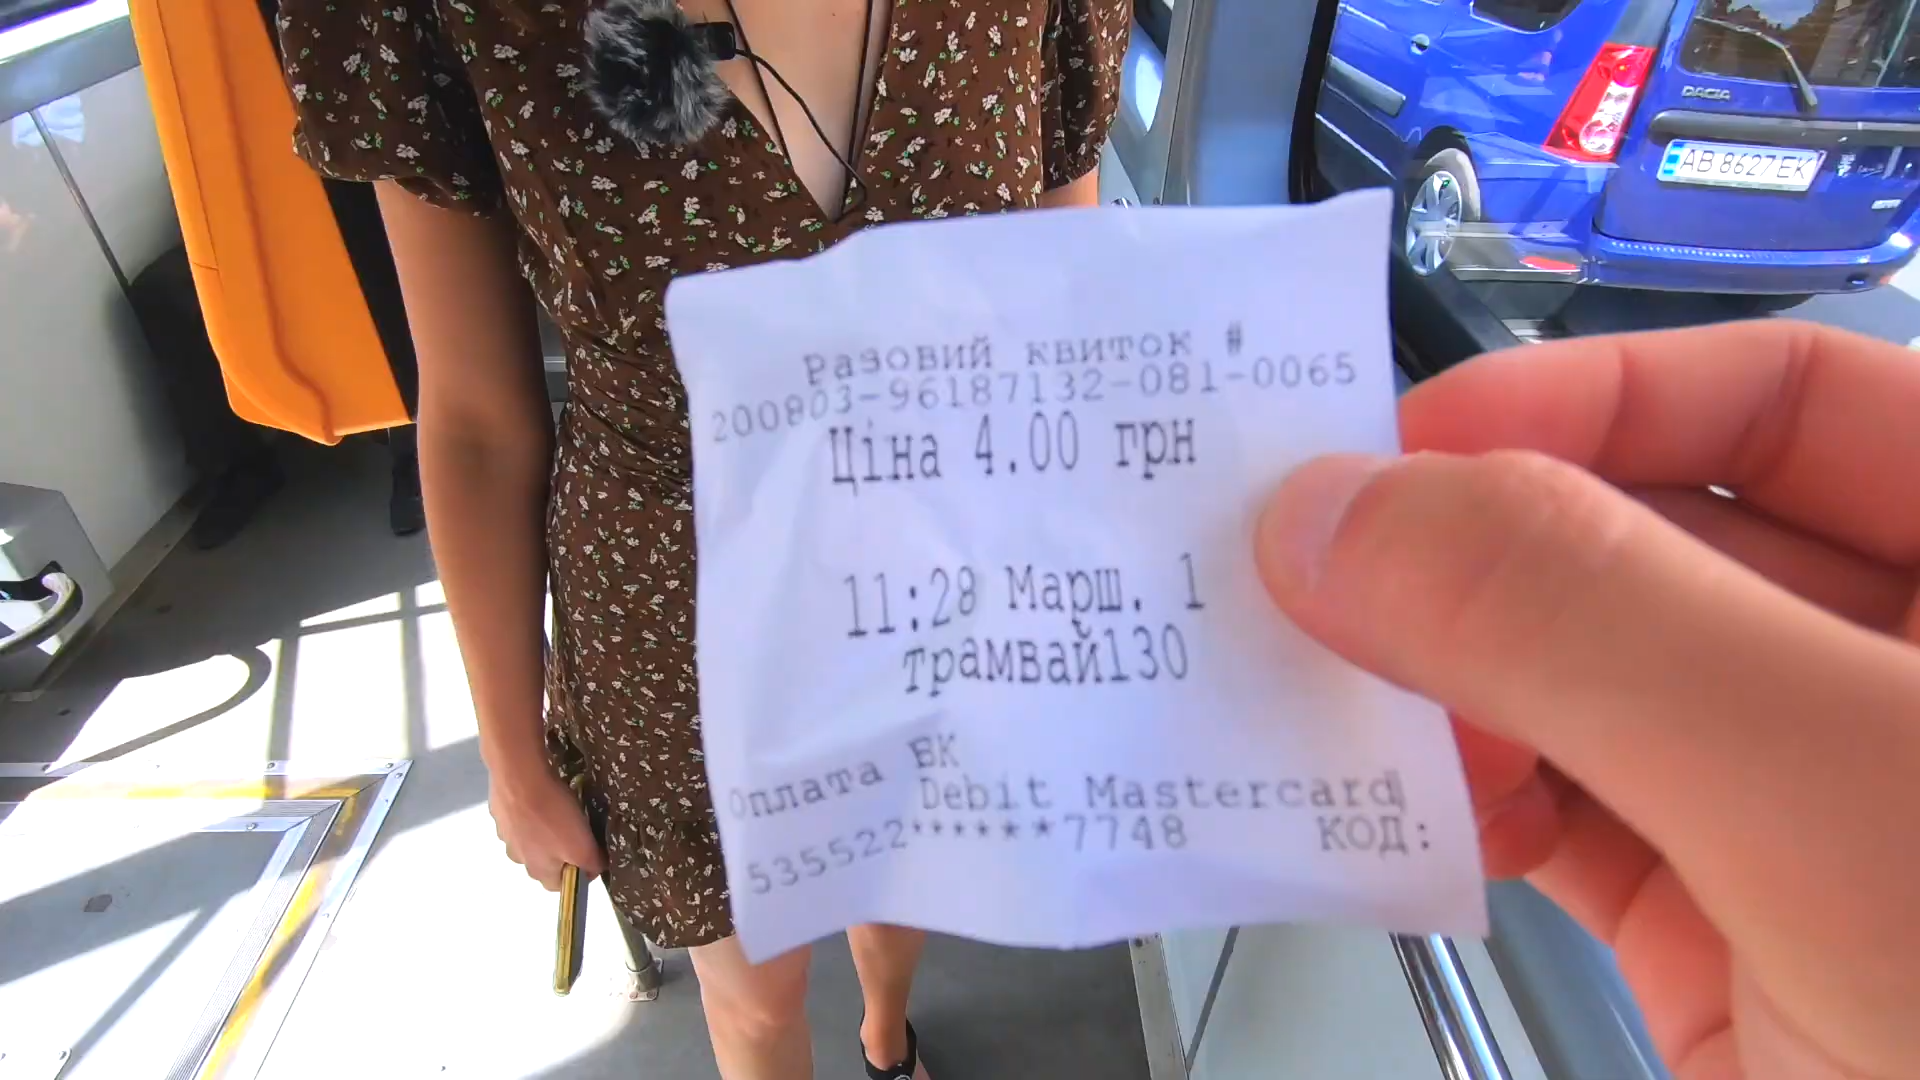 DACIA
AB 8627 EK
Разовий квиток #
200803-96187132-081-0065
Ціна 4.00 грн
11:28 Марш. 1
трамвай130
Оплата БК
Debit Mastercard
535522******7748 КОД: